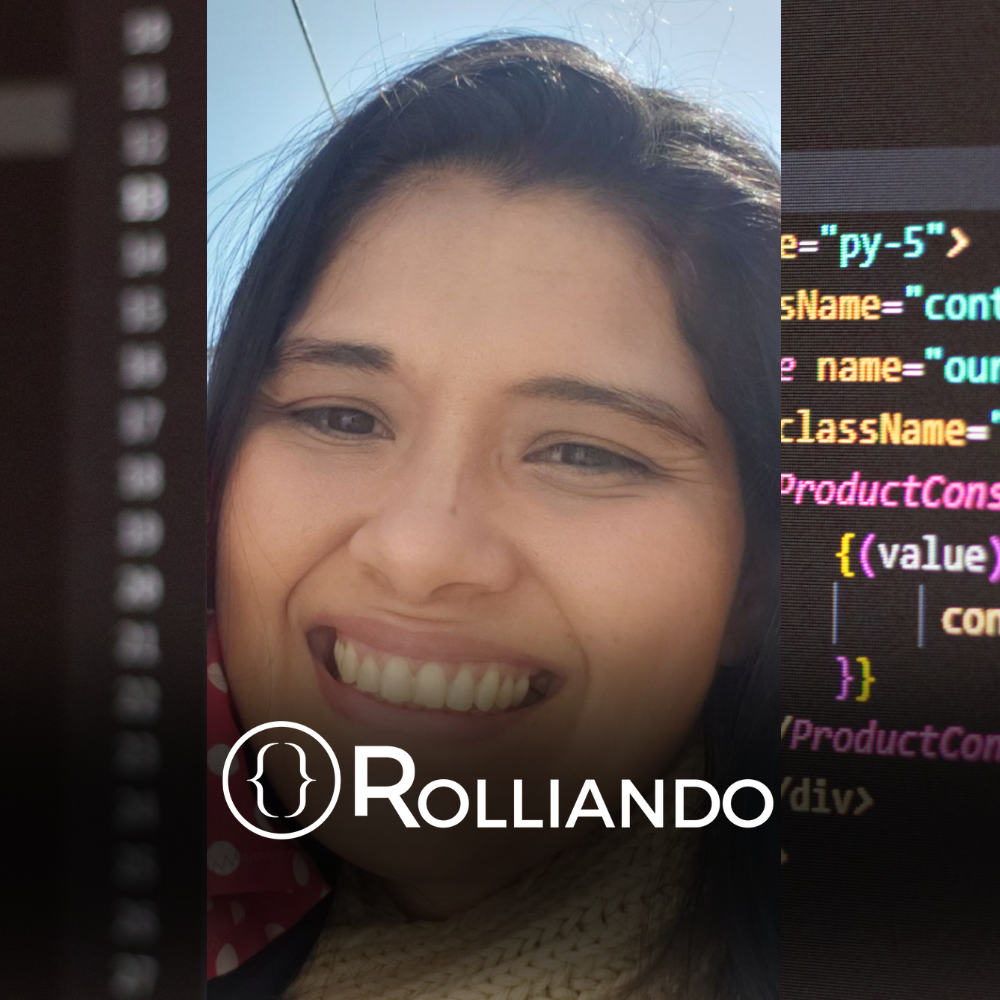 e="py-5">
sName="cont
e name="our
className="
ProductCons
{(value)
con
}}
/ProductCon
/div>
>
{} ROLLIANDO